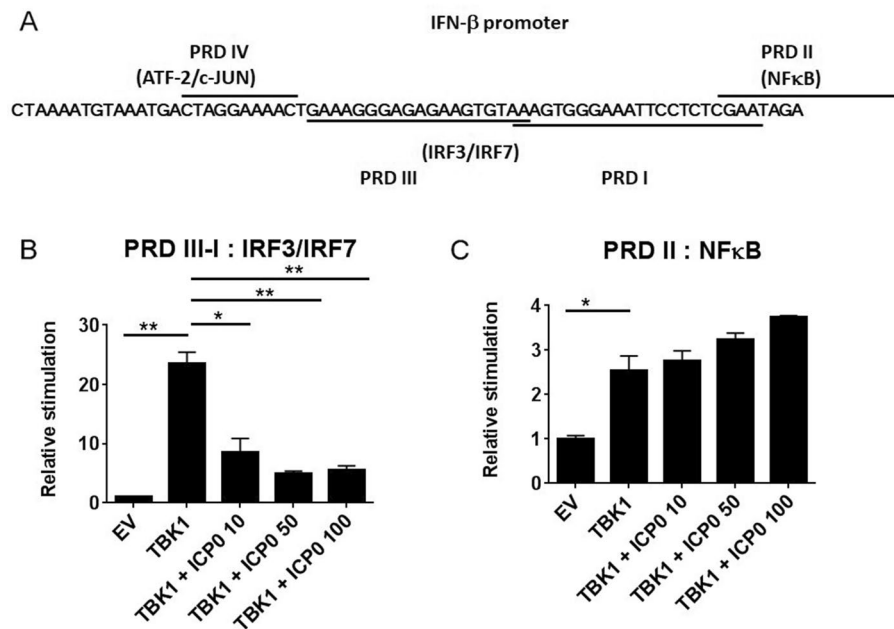 A
IFN-β promoter
PRD IV
(ATF-2/c-JUN)
PRD II
(NFκB)
CTAAAATGTAAATGACTAGGAAAACTGAAAGGGAGAGAAGTGTAAAGTGGGAAATTCCTCTCGAATAGA
(IRF3/IRF7)
PRD III
PRD I
B
PRD III-I : IRF3/IRF7
**
**
*
**
30
20
10
0
Relative stimulation
EV
TBK1
TBK1 + ICP0 10
TBK1 + ICP0 50
TBK1 + ICP0 100
C
PRD II : NFκB
*
4
3
2
1
0
Relative stimulation
EV
TBK1
TBK1 + ICP0 10
TBK1 + ICP0 50
TBK1 + ICP0 100